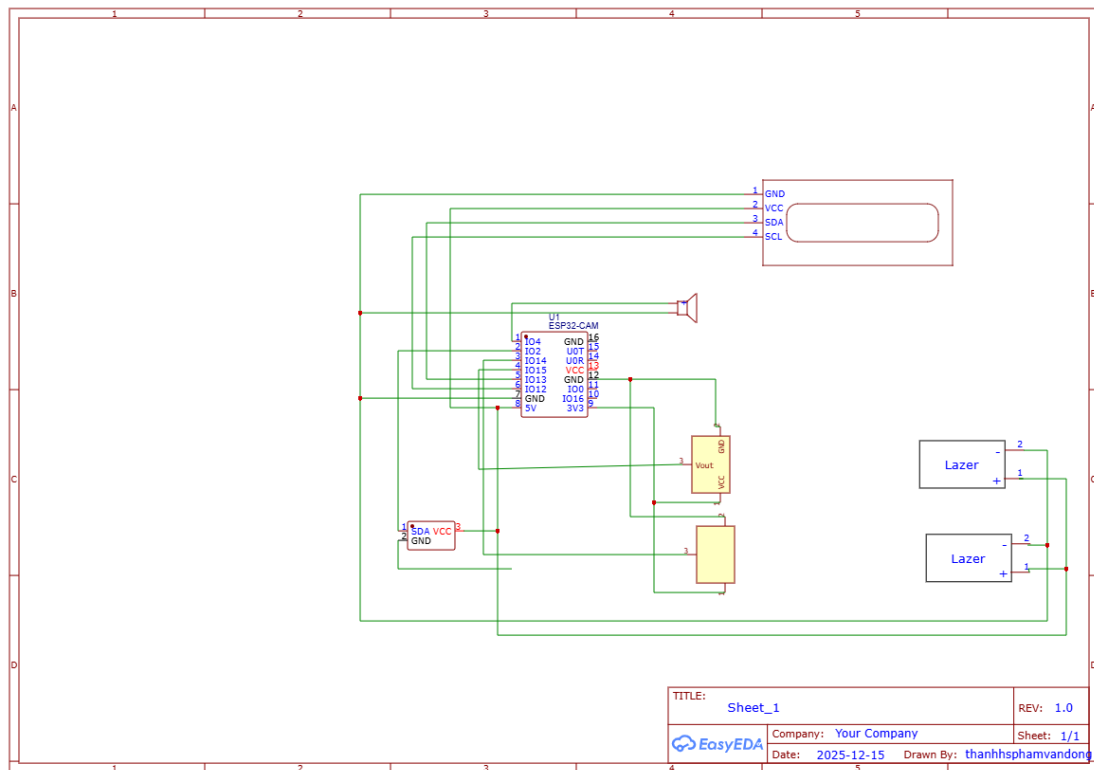 1 2 3 4 5
A
A
1 GND
2 VCC
3 SDA
4 SCL
B
+
U1
ESP32-CAM
1 IO4 GND 16
2 IO2 U0T 15
3 IO14 U0R 14
4 IO15 VCC 13
5 IO13 GND 12
6 IO12 IO0 11
7 GND IO16 10
8 5V 3V3 9
2
GND
3 Vout
VCC
1
C
2
-
Lazer
+
1
1 SDA VCC 3
2 GND
2
3
1
2
-
Lazer
+
1
D
TITLE:
Sheet_1
REV: 1.0
EasyEDA
Company: Your Company
Sheet: 1/1
Date: 2025-12-15 Drawn By: thanhhsphamvandong
1 2 3 4 5